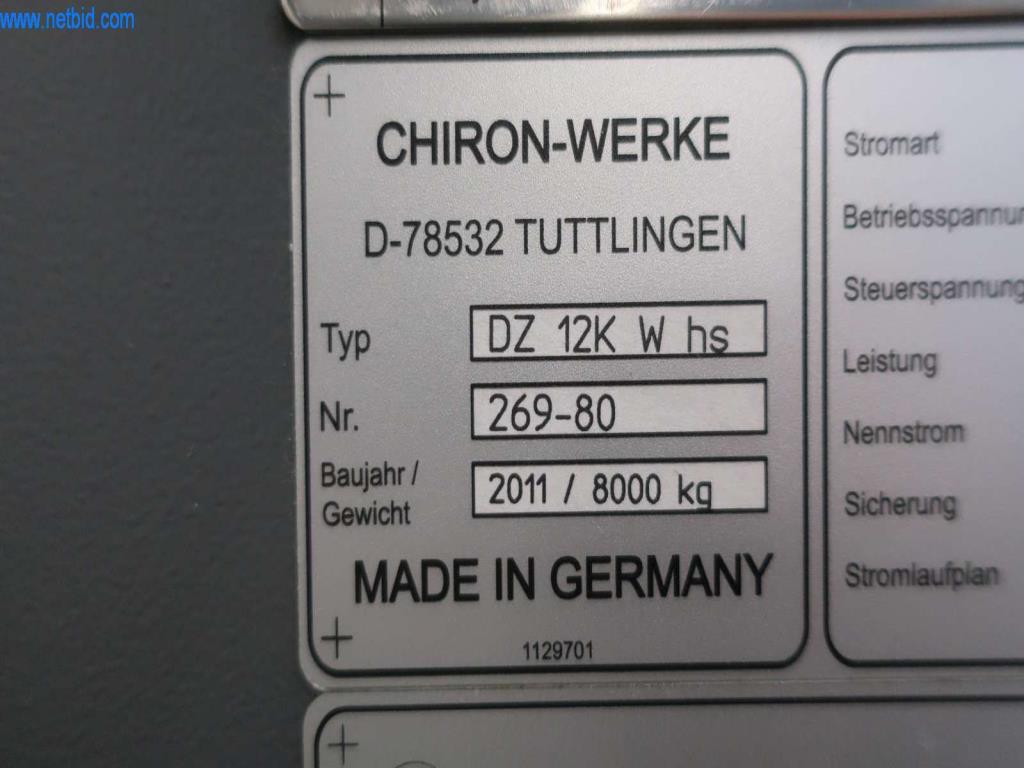 www.netbid.com
CHIRON-WERKE
D-78532 TUTTLINGEN
Typ DZ 12K W hs
Nr. 269-80
Baujahr /
Gewicht 2011 / 8000 kg
MADE IN GERMANY
1129701
Stromart
Betriebsspannun
Steuerspannung
Leistung
Nennstrom
Sicherung
Stromlaufplan